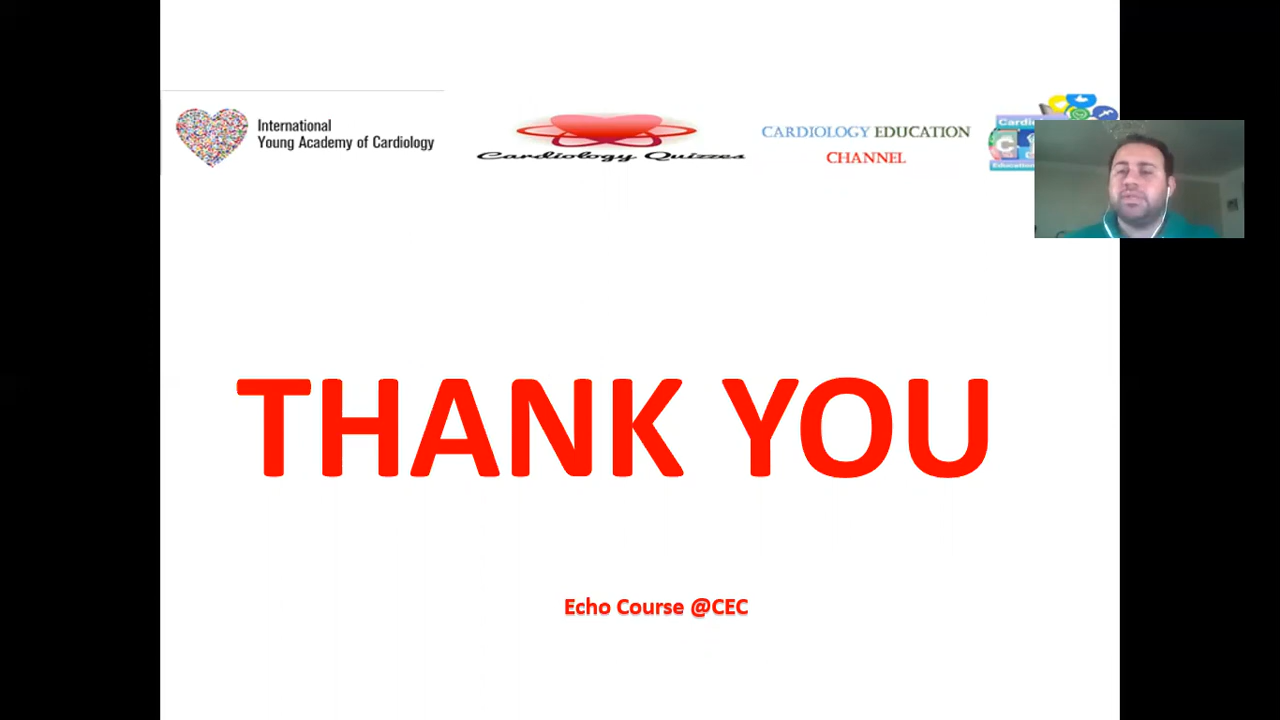 International
Young Academy of Cardiology
Cardiology Quizzes
CARDIOLOGY EDUCATION
CHANNEL
THANK YOU
Echo Course @CEC